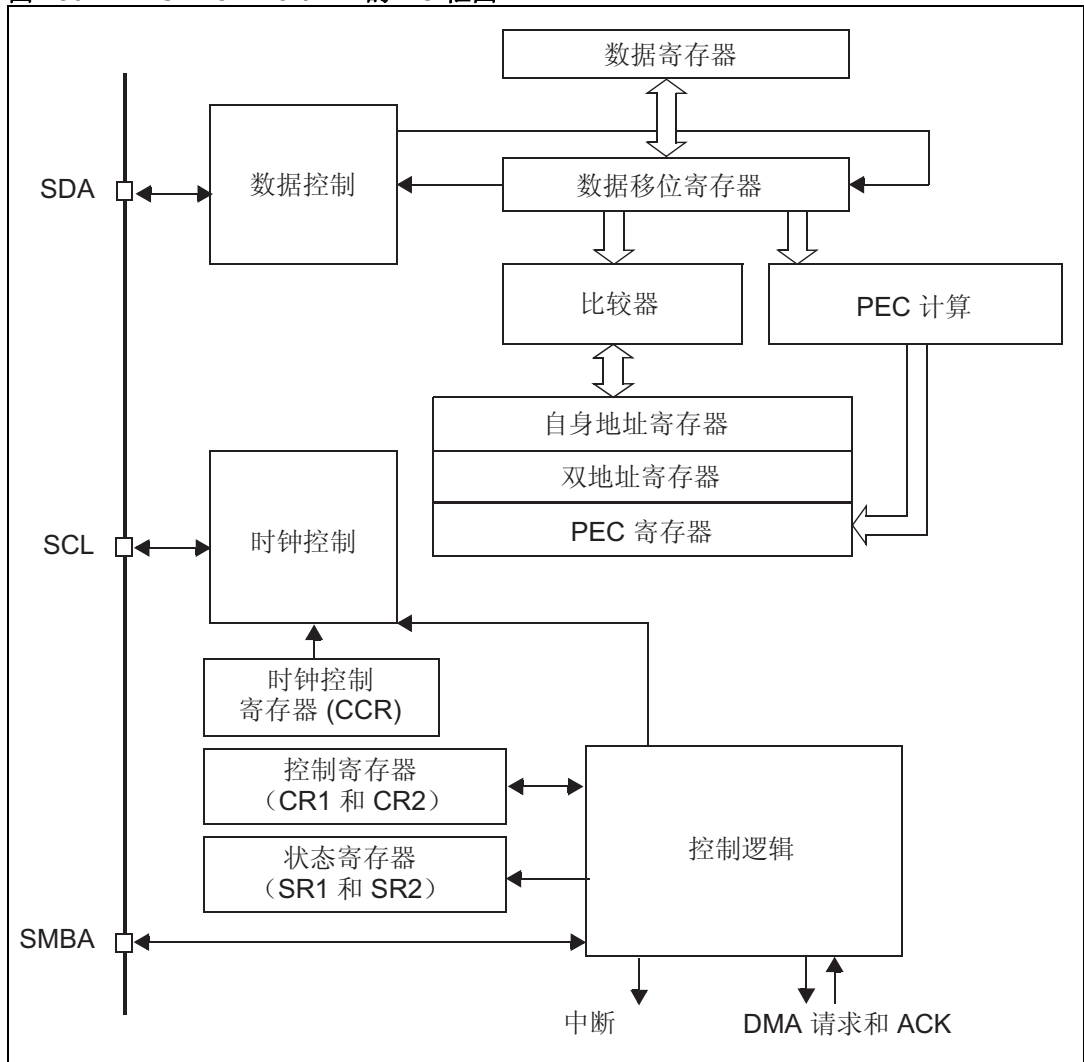 数据寄存器
SDA
数据控制
数据移位寄存器
比较器
PEC 计算
自身地址寄存器
双地址寄存器
PEC 寄存器
SCL
时钟控制
时钟控制
寄存器 (CCR)
控制寄存器
（CR1 和 CR2）
控制逻辑
状态寄存器
（SR1 和 SR2）
SMBA
中断
DMA 请求和 ACK